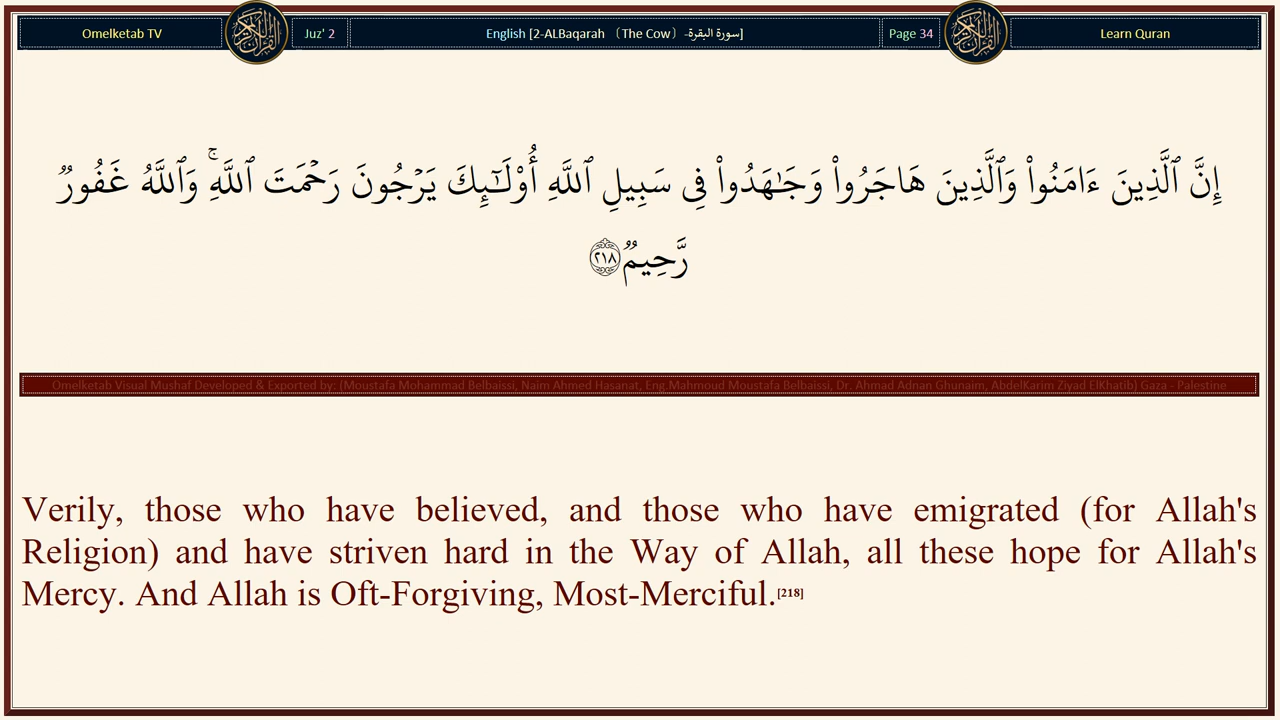 Omelketab TV
Juz' 2
English [2-ALBaqarah （The Cow）-سورة البقرة]
Page 34
Learn Quran
إِنَّ ٱلَّذِينَ ءَامَنُوا۟ وَٱلَّذِينَ هَاجَرُوا۟ وَجَٰهَدُوا۟ فِى سَبِيلِ ٱللَّهِ أُو۟لَٰٓئِكَ يَرْجُونَ رَحْمَتَ ٱللَّهِ ۚ وَٱللَّهُ غَفُورٌ
رَّحِيمٌ ٢١٨
Omelketab Visual Mushaf Developed & Exported by: (Moustafa Mohammad Belbaissi, Naim Ahmed Hasanat, Eng.Mahmoud Moustafa Belbaissi, Dr. Ahmad Adnan Ghunaim, AbdelKarim Ziyad ElKhatib) Gaza - Palestine
Verily, those who have believed, and those who have emigrated (for Allah's
Religion) and have striven hard in the Way of Allah, all these hope for Allah's
Mercy. And Allah is Oft-Forgiving, Most-Merciful.[218]